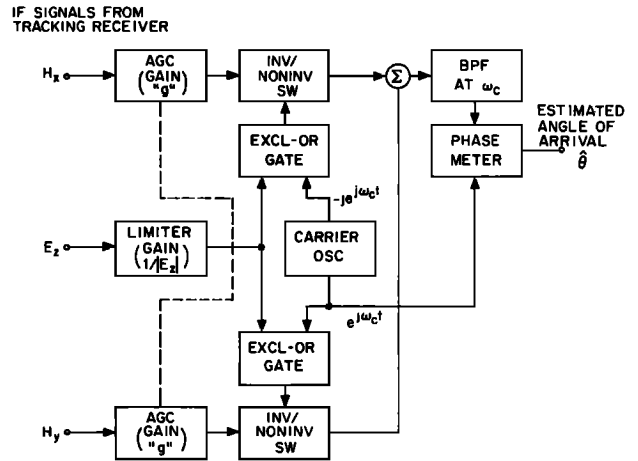 IF SIGNALS FROM
TRACKING RECEIVER
Hx
AGC
(GAIN
"g")
INV/
NONINV
SW
Σ
BPF
AT ωc
EXCL-OR
GATE
PHASE
METER
ESTIMATED
ANGLE OF
ARRIVAL
θ̂
-je^jωct
Ez
LIMITER
(GAIN
1/|Ez|)
CARRIER
OSC
e^jωct
EXCL-OR
GATE
Hy
AGC
(GAIN
"g")
INV/
NONINV
SW